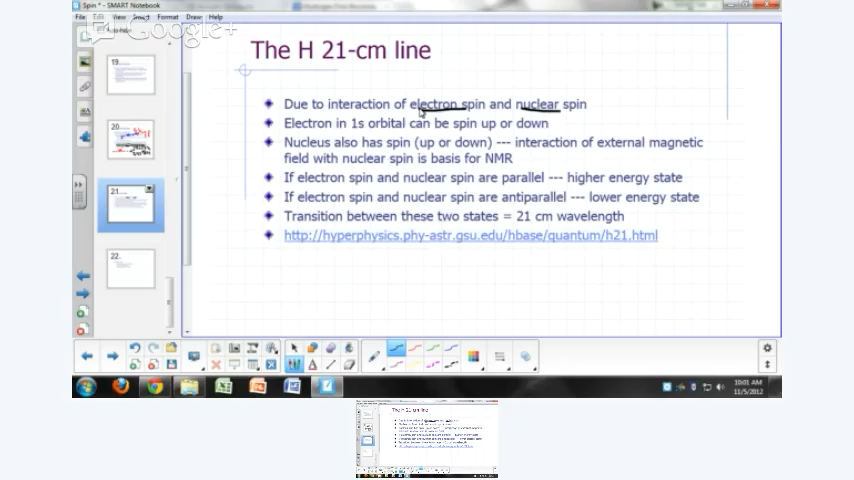 Spin * - SMART Notebook
File Edit View Insert Format Draw Help
Google+
19
20
21
22
The H 21-cm line
Due to interaction of electron spin and nuclear spin
Electron in 1s orbital can be spin up or down
Nucleus also has spin (up or down) --- interaction of external magnetic
field with nuclear spin is basis for NMR
If electron spin and nuclear spin are parallel --- higher energy state
If electron spin and nuclear spin are antiparallel --- lower energy state
Transition between these two states = 21 cm wavelength
http://hyperphysics.phy-astr.gsu.edu/hbase/quantum/h21.html
10:01 AM
11/5/2012
The H 21-cm line